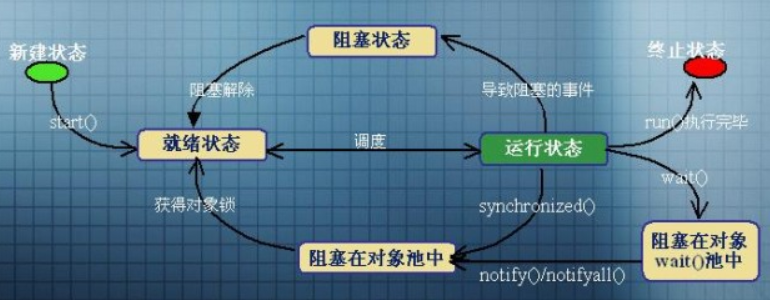 阻塞状态
新建状态
终止状态
阻塞解除
导致阻塞的事件
start()
run()执行完毕
就绪状态
调度
运行状态
wait()
获得对象锁
synchronized()
阻塞在对象池中
阻塞在对象
wait()池中
notify()/notifyall()